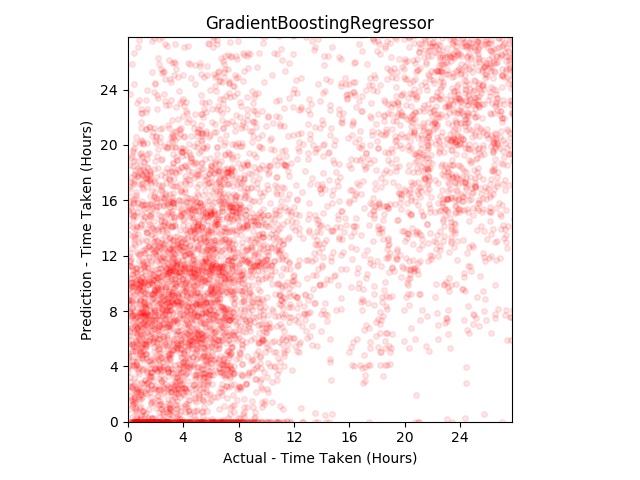 GradientBoostingRegressor
Prediction - Time Taken (Hours)
24
20
16
12
8
4
0
0 4 8 12 16 20 24
Actual - Time Taken (Hours)